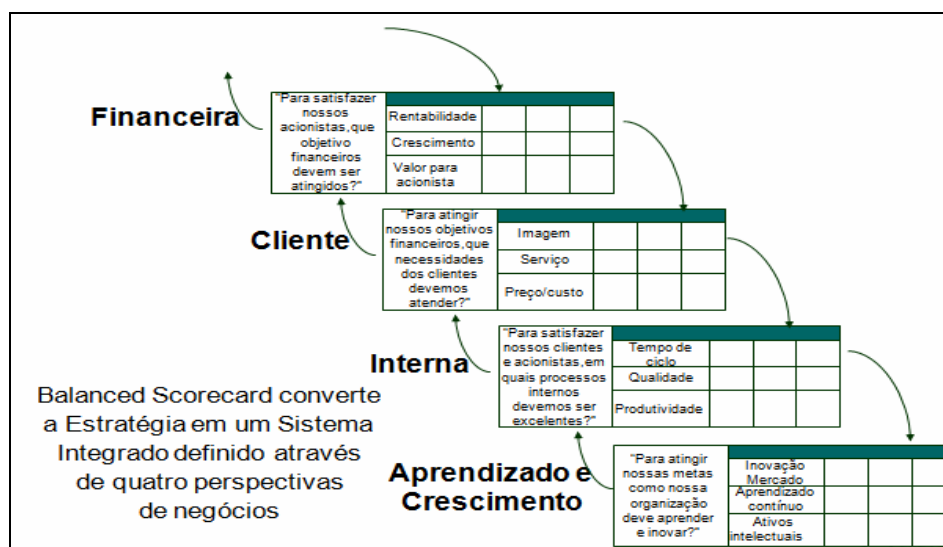 Financeira
"Para satisfazer
nossos
acionistas,que
objetivo
financeiros
devem ser
atingidos?"
Rentabilidade
Crescimento
Valor para
acionista
Cliente
"Para atingir
nossos objetivos
financeiros,que
necessidades
dos clientes
devemos
atender?"
Imagem
Serviço
Preço/custo
Interna
"Para satisfazer
nossos clientes
e acionistas,em
quais processos
internos
devemos ser
excelentes?"
Tempo de
ciclo
Qualidade
Produtividade
Balanced Scorecard converte
a Estratégia em um Sistema
Integrado definido através
de quatro perspectivas
de negócios
Aprendizado e
Crescimento
"Para atingir
nossas metas
como nossa
organização
deve aprender
e inovar?"
Inovação
Mercado
Aprendizado
contínuo
Ativos
intelectuais